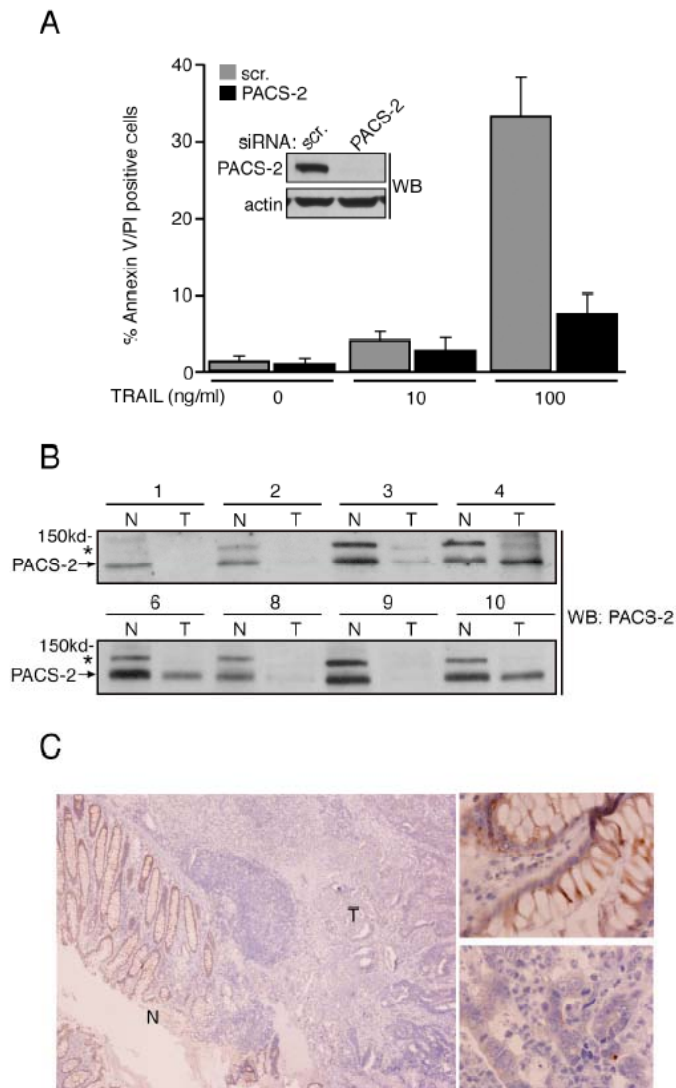 A
40
30
20
10
0
% Annexin V/PI positive cells
scr.
PACS-2
siRNA: scr. PACS-2
PACS-2
actin
WB
TRAIL (ng/ml) 0 10 100
B
1 2 3 4
N T N T N T N T
150kd-
*
PACS-2
6 8 9 10
N T N T N T N T
150kd-
*
PACS-2
WB: PACS-2
C
T
N